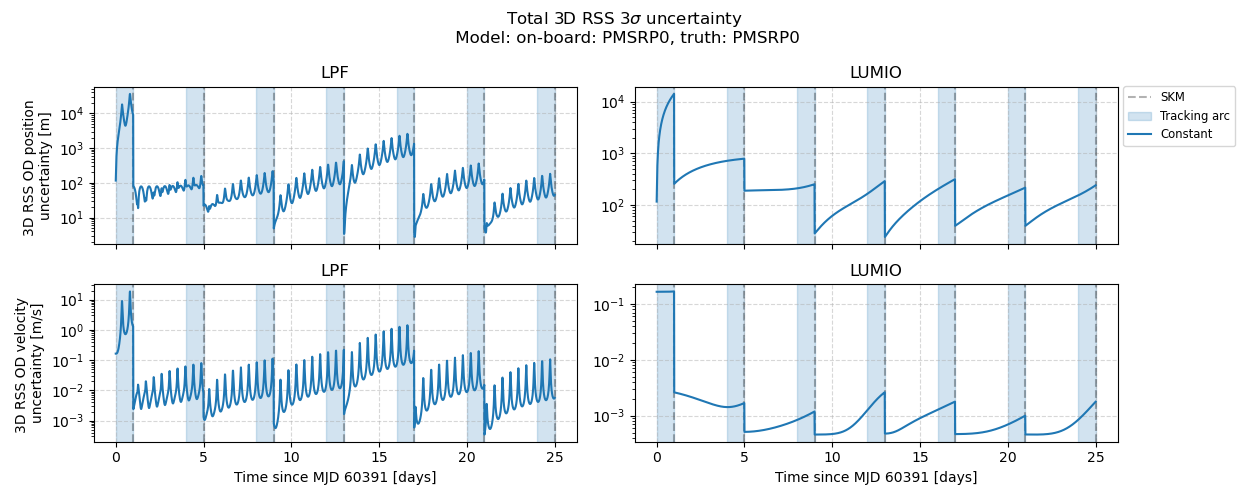 Total 3D RSS 3σ uncertainty
Model: on-board: PMSRP0, truth: PMSRP0
LPF
LUMIO
3D RSS OD position
uncertainty [m]
10⁴
10³
10²
10¹
10⁴
10³
10²
SKM
Tracking arc
Constant
LPF
LUMIO
3D RSS OD velocity
uncertainty [m/s]
10¹
10⁰
10⁻¹
10⁻²
10⁻³
10⁻¹
10⁻²
10⁻³
0 5 10 15 20 25
0 5 10 15 20 25
Time since MJD 60391 [days]
Time since MJD 60391 [days]